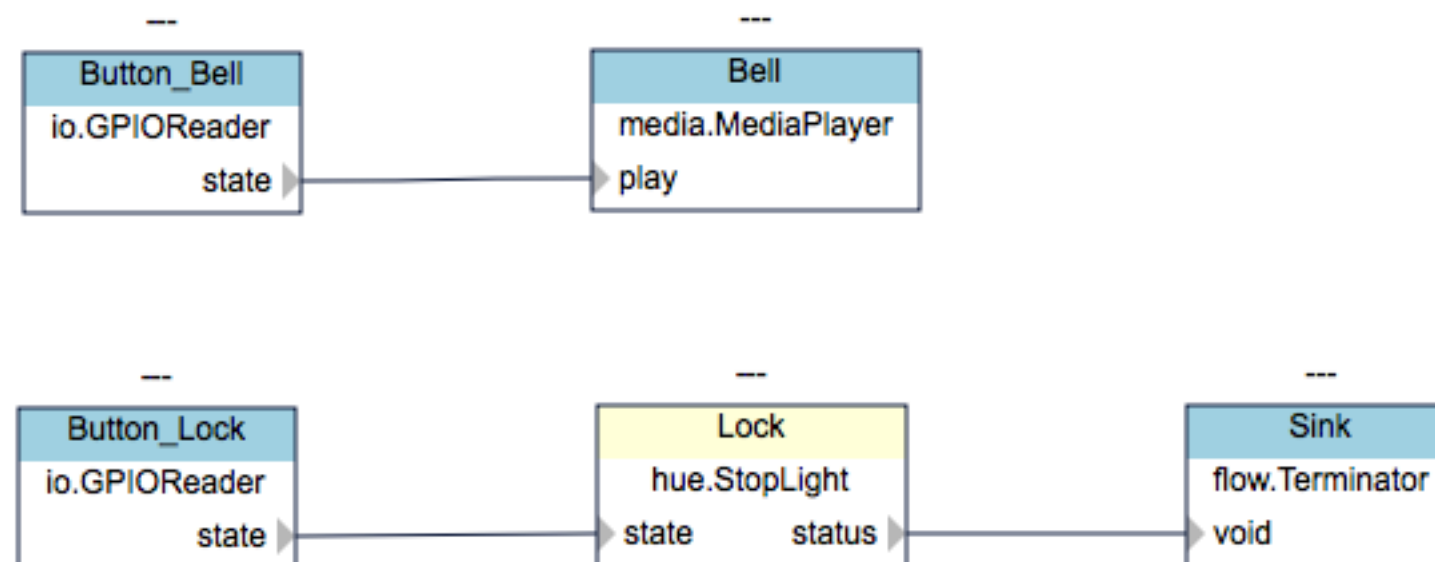 ---
Button_Bell
io.GPIOReader
state
---
Bell
media.MediaPlayer
play
---
Button_Lock
io.GPIOReader
state
---
Lock
hue.StopLight
state status
---
Sink
flow.Terminator
void